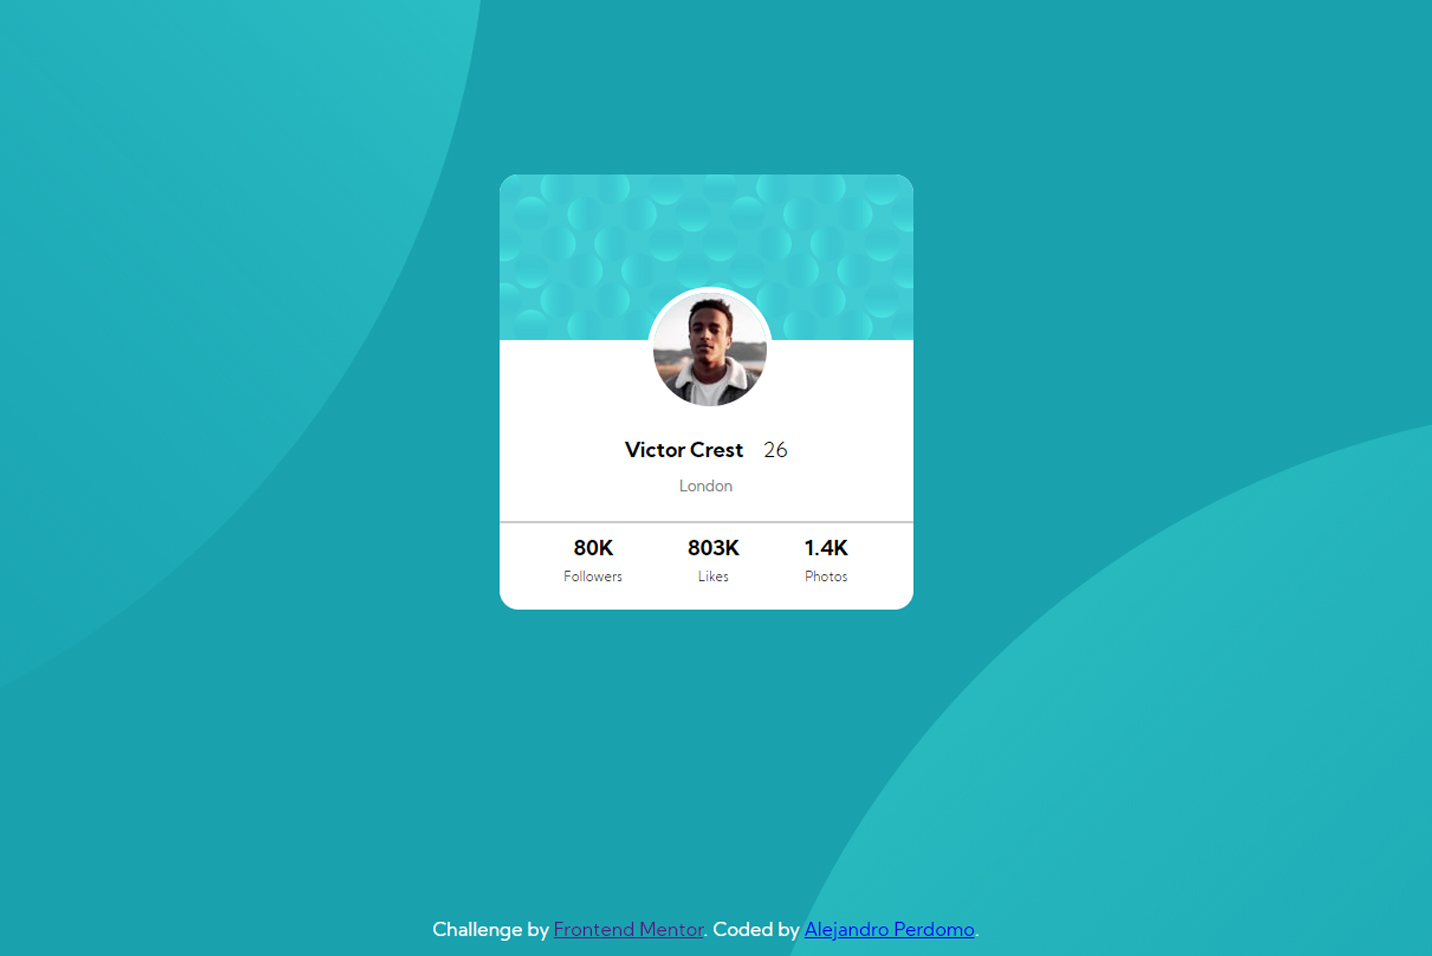 Victor Crest 26
London
80K 803K 1.4K
Followers Likes Photos
Challenge by Frontend Mentor. Coded by Alejandro Perdomo.